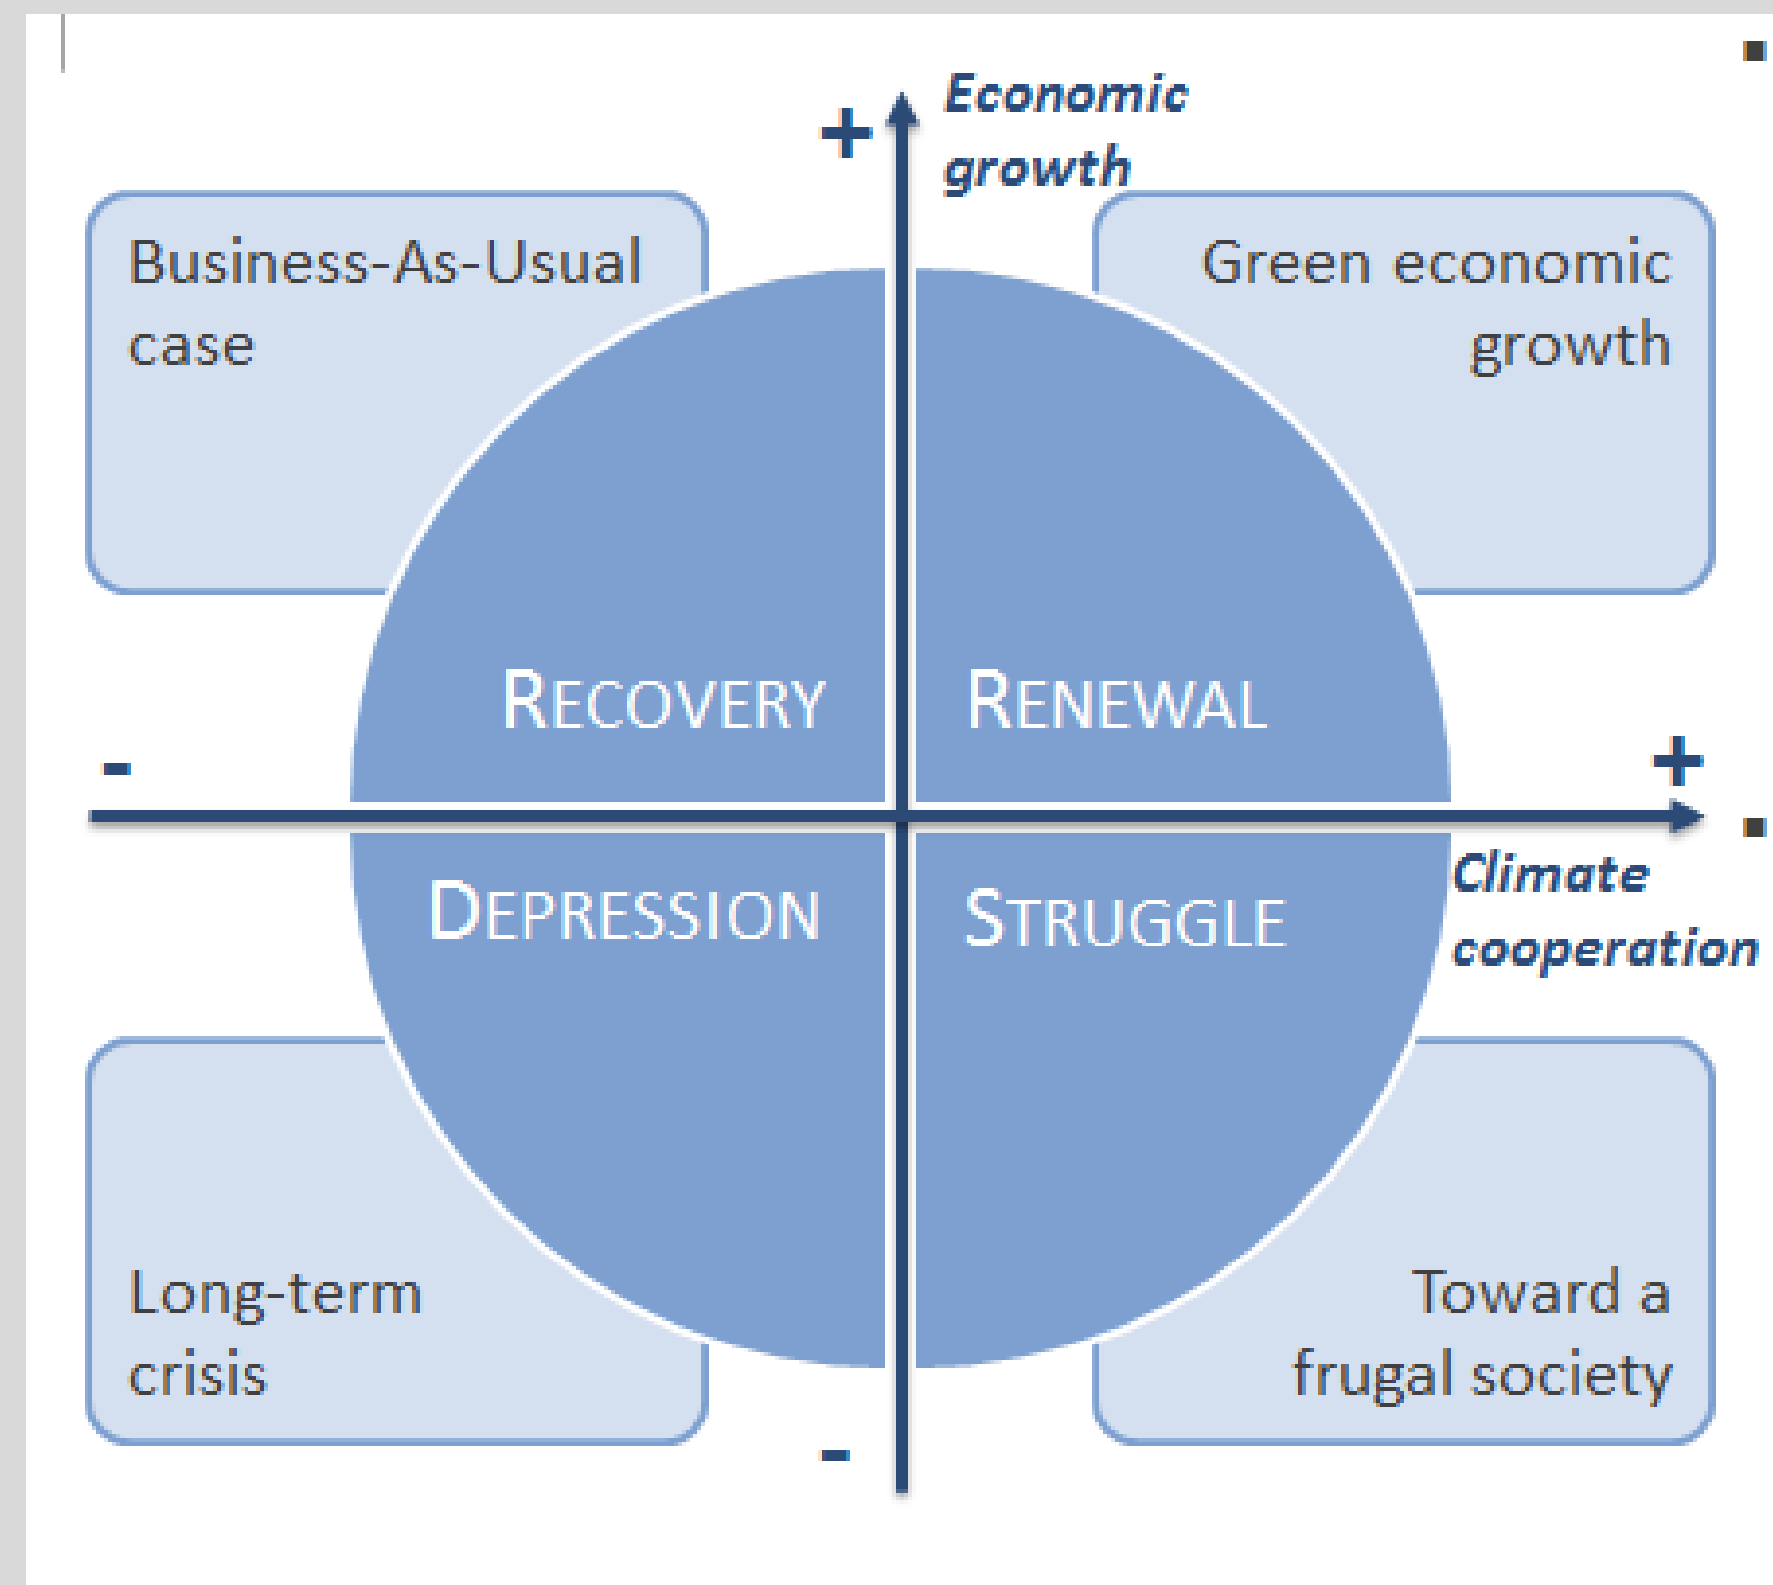 +
Economic
growth
Business-As-Usual
case
Green economic
growth
RECOVERY
RENEWAL
-
+
DEPRESSION
STRUGGLE
Climate
cooperation
Long-term
crisis
Toward a
frugal society
-